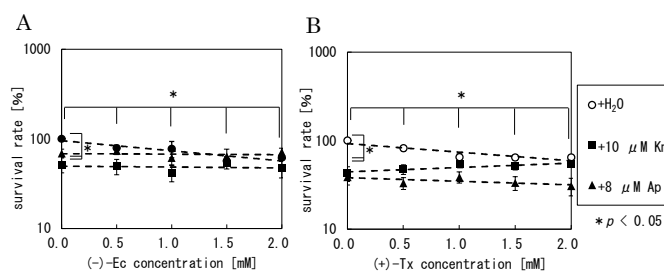 A
1000
100
10
survival rate [%]
*
*
0.0 0.5 1.0 1.5 2.0
(-)-Ec concentration [mM]
B
1000
100
10
survival rate [%]
*
*
0.0 0.5 1.0 1.5 2.0
(+)-Tx concentration [mM]
+H₂O
+10 μM Kr
+8 μM Ap
* p < 0.05